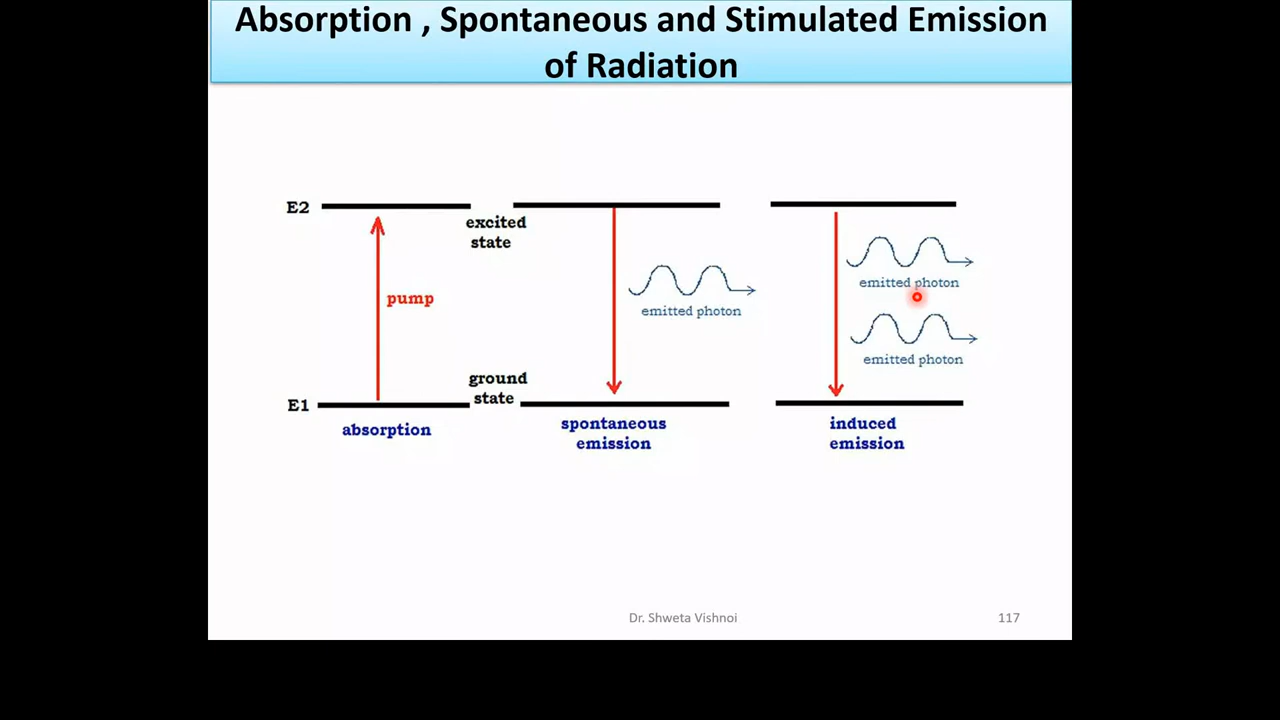 Absorption , Spontaneous and Stimulated Emission
of Radiation
E2
excited
state
pump
emitted photon
emitted photon
emitted photon
E1
ground
state
absorption
spontaneous
emission
induced
emission
Dr. Shweta Vishnoi
117